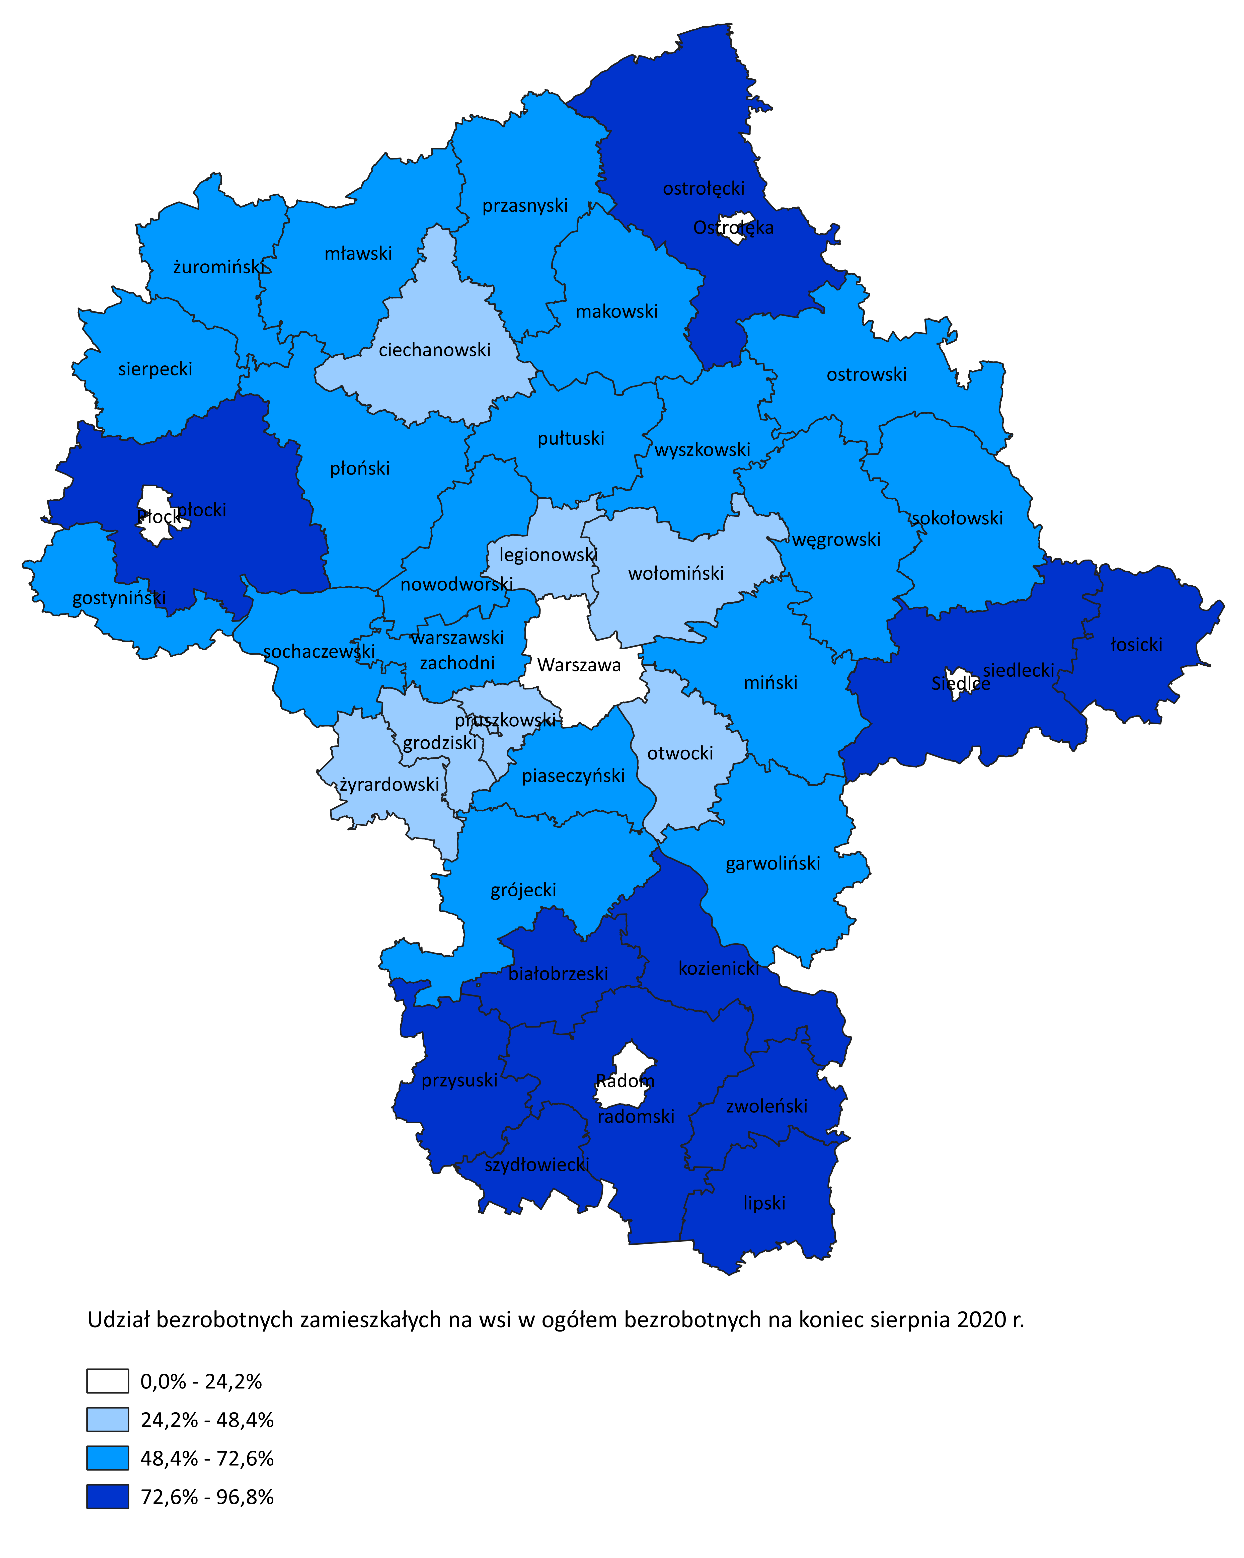 ostrołęcki
przasnyski
Ostrołęka
mławski
żuromiński
makowski
ciechanowski
sierpecki
ostrowski
pułtuski
wyszkowski
płoński
płocki
Płock
sokołowski
węgrowski
legionowski
wołomiński
nowodworski
gostyniński
warszawski
zachodni
sochaczewski
Warszawa
łosicki
siedlecki
Siedlce
miński
pruszkowski
grodziski
otwocki
piaseczyński
żyrardowski
garwoliński
grójecki
białobrzeski
kozienicki
przysuski
Radom
zwoleński
radomski
szydłowiecki
lipski
Udział bezrobotnych zamieszkałych na wsi w ogółem bezrobotnych na koniec sierpnia 2020 r.
0,0% - 24,2%
24,2% - 48,4%
48,4% - 72,6%
72,6% - 96,8%